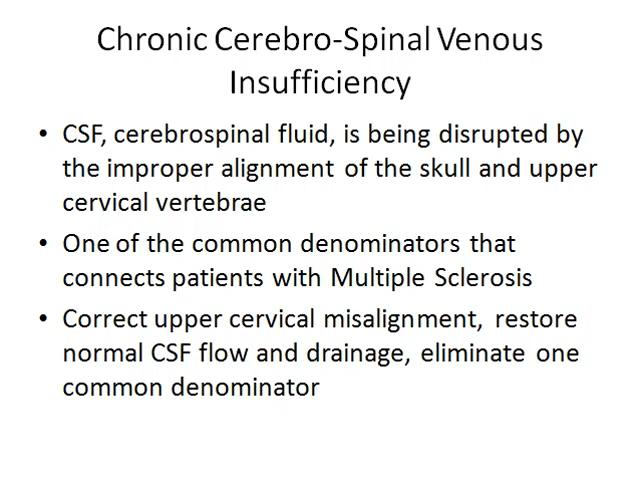 Chronic Cerebro-Spinal Venous
Insufficiency
• CSF, cerebrospinal fluid, is being disrupted by
the improper alignment of the skull and upper
cervical vertebrae
• One of the common denominators that
connects patients with Multiple Sclerosis
• Correct upper cervical misalignment, restore
normal CSF flow and drainage, eliminate one
common denominator